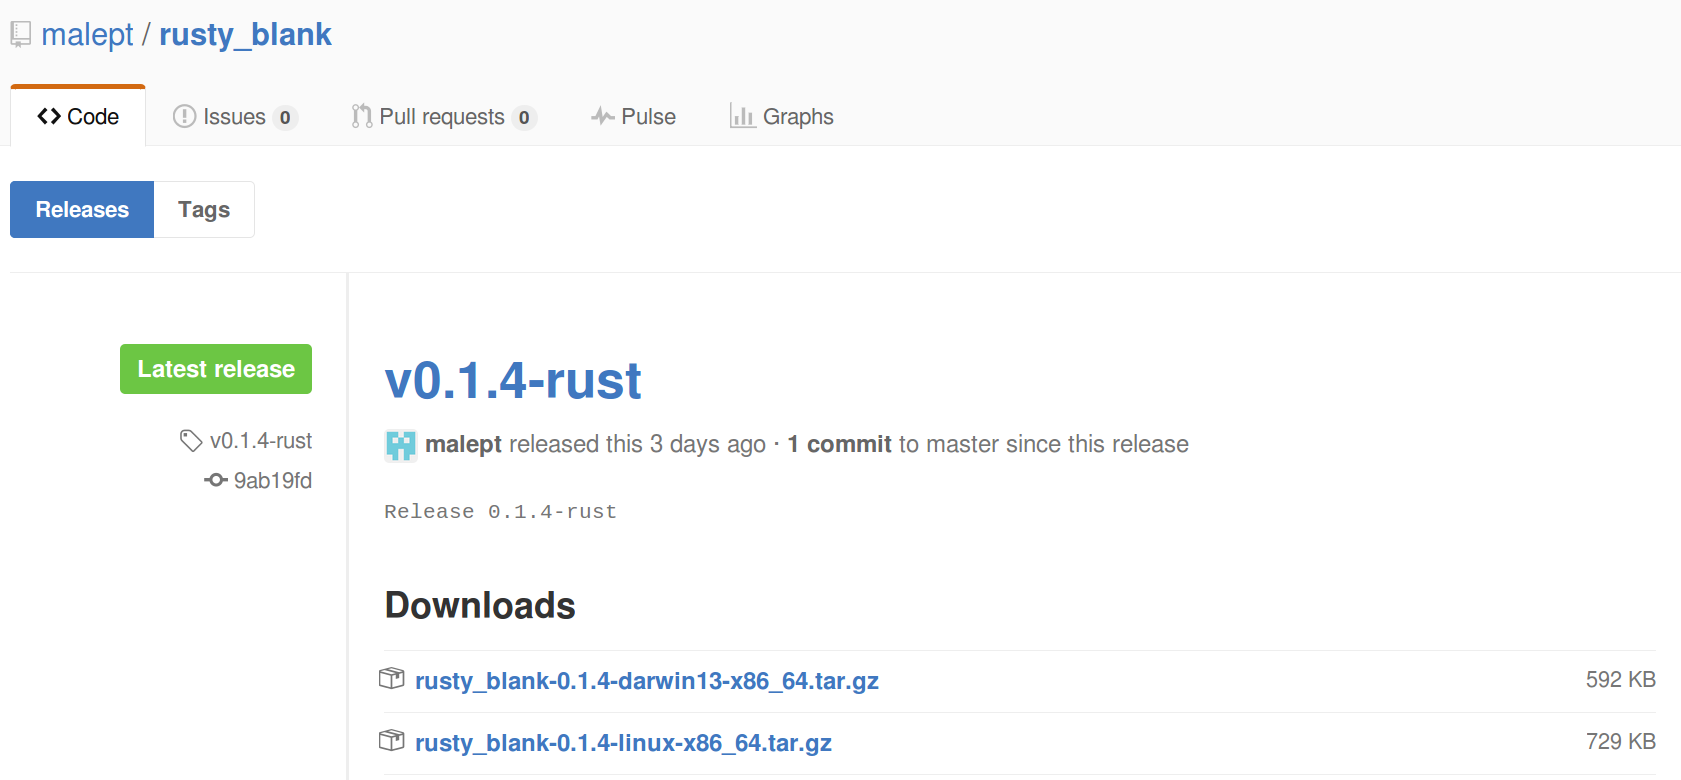 malept / rusty_blank
Code Issues 0 Pull requests 0 Pulse Graphs
Releases Tags
Latest release
v0.1.4-rust
9ab19fd
v0.1.4-rust
malept released this 3 days ago · 1 commit to master since this release
Release 0.1.4-rust
Downloads
rusty_blank-0.1.4-darwin13-x86_64.tar.gz 592 KB
rusty_blank-0.1.4-linux-x86_64.tar.gz 729 KB